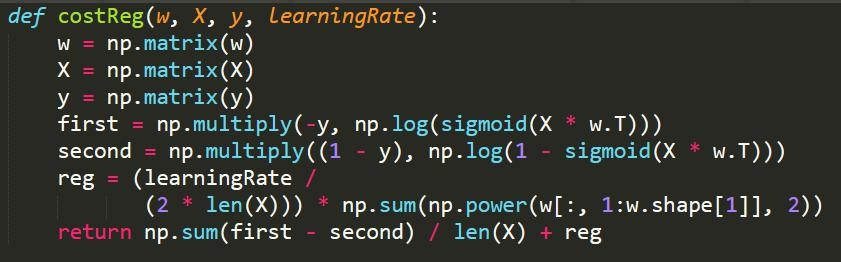 def costReg(w, X, y, learningRate):
    w = np.matrix(w)
    X = np.matrix(X)
    y = np.matrix(y)
    first = np.multiply(-y, np.log(sigmoid(X * w.T)))
    second = np.multiply((1 - y), np.log(1 - sigmoid(X * w.T)))
    reg = (learningRate /
           (2 * len(X))) * np.sum(np.power(w[:, 1:w.shape[1]], 2))
    return np.sum(first - second) / len(X) + reg